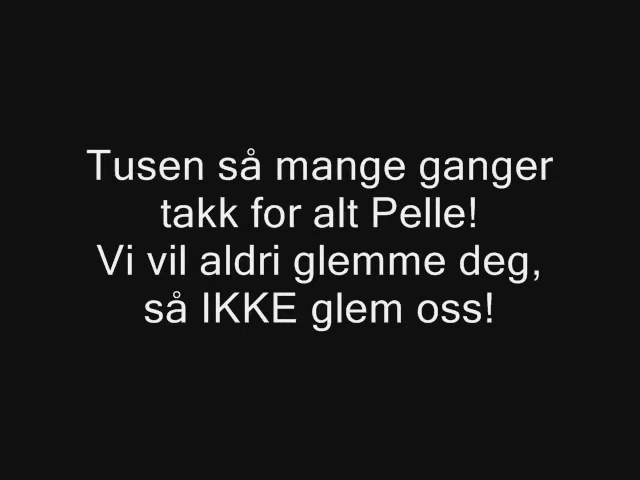 Tusen så mange ganger
takk for alt Pelle!
Vi vil aldri glemme deg,
så IKKE glem oss!